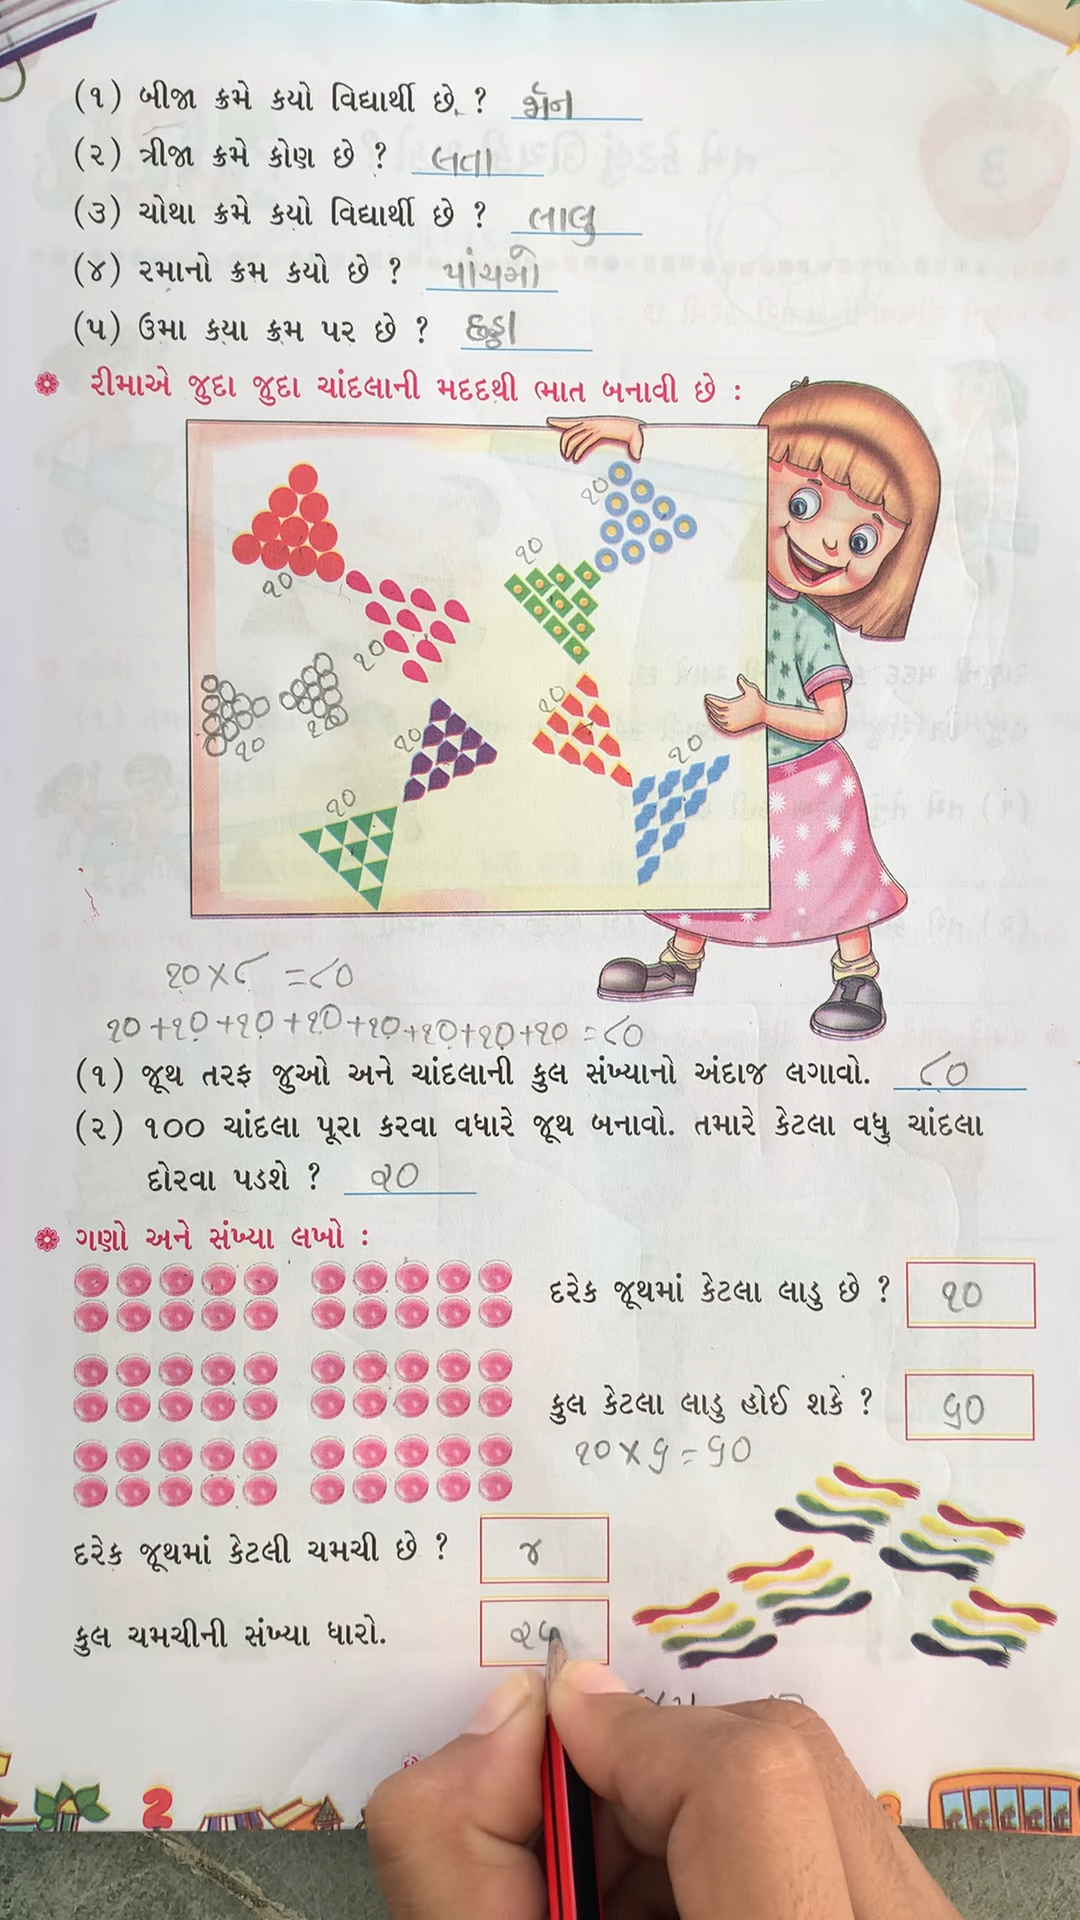 (૧) બીજા ક્રમે કયો વિદ્યાર્થી છે. ? મૅન
(૨) ત્રીજા ક્રમે કોણ છે ? લતા
(૩) ચોથા ક્રમે કયો વિદ્યાર્થી છે ? લાલુ
(૪) રમાનો ક્રમ કયો છે ? પાંચમો
(૫) ઉમા કયા ક્રમ પર છે ? છઠ્ઠા
રીમાએ જુદા જુદા ચાંદલાની મદદથી ભાત બનાવી છે :
૧૦
૧૦
૧૦
૧૦
૧૦
૧૦
૧૦
૧૦
૧૦
૧૦
૧૦ × ૮ = ૮૦
૧૦ + ૧૦ + ૧૦ + ૧૦ + ૧૦ + ૧૦ + ૧૦ + ૧૦ = ૮૦
(૧) જૂથ તરફ જુઓ અને ચાંદલાની કુલ સંખ્યાનો અંદાજ લગાવો. ૮૦
(૨) ૧૦૦ ચાંદલા પૂરા કરવા વધારે જૂથ બનાવો. તમારે કેટલા વધુ ચાંદલા
દોરવા પડશે ? ૨૦
ગણો અને સંખ્યા લખો :
દરેક જૂથમાં કેટલા લાડુ છે ? ૧૦
કુલ કેટલા લાડુ હોઈ શકે ? ૬૦
૧૦ × ૬ = ૬૦
દરેક જૂથમાં કેટલી ચમચી છે ? ૪
કુલ ચમચીની સંખ્યા ધારો.
2